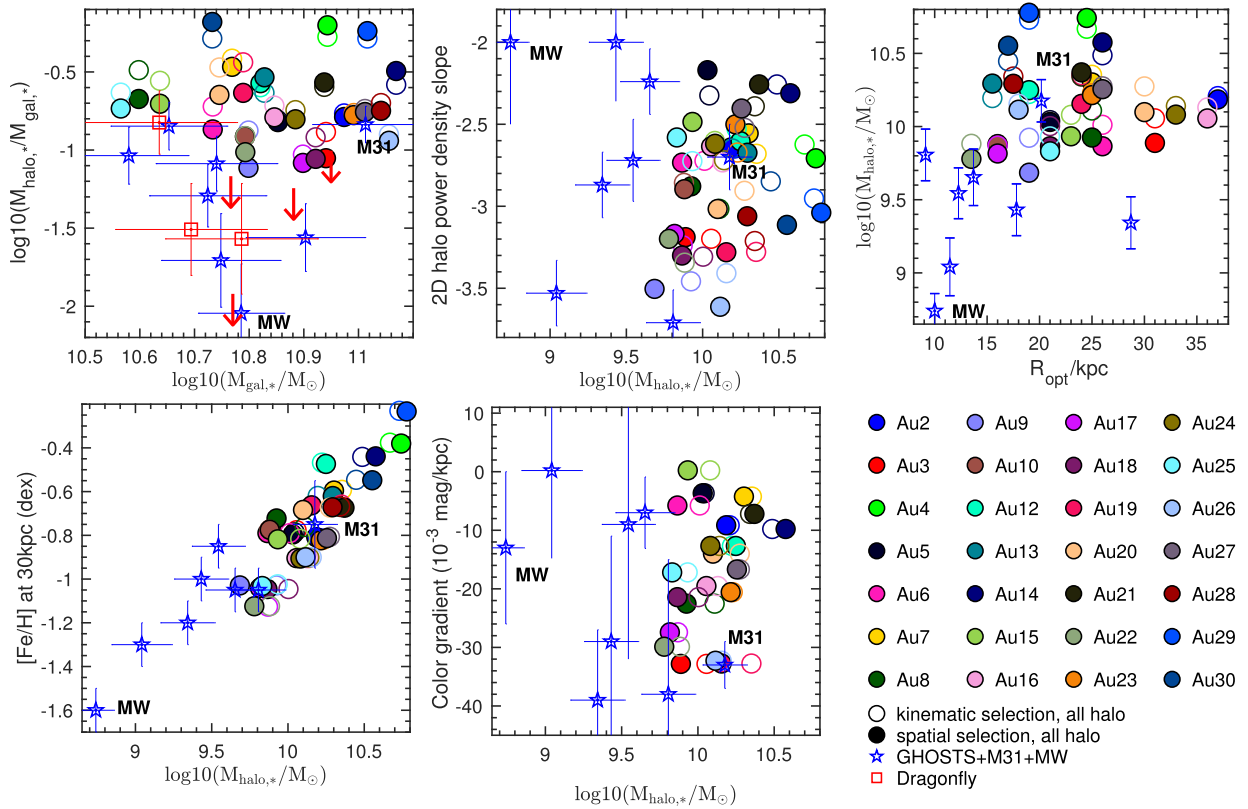 log10(M_halo,*/M_gal,*)
-0.5
-1
-1.5
-2
M31
MW
10.5 10.6 10.7 10.8 10.9 11
log10(M_gal,*/M_⊙)
2D halo power density slope
-2
-2.5
-3
-3.5
MW
M31
9 9.5 10 10.5
log10(M_halo,*/M_⊙)
log10(M_halo,*/M_⊙)
10.5
10
9.5
9
M31
MW
10 15 20 25 30 35
R_opt/kpc
[Fe/H] at 30kpc (dex)
-0.4
-0.6
-0.8
-1
-1.2
-1.4
-1.6
M31
MW
9 9.5 10 10.5
log10(M_halo,*/M_⊙)
Color gradient (10^-3 mag/kpc)
10
0
-10
-20
-30
-40
MW
M31
9 9.5 10 10.5
log10(M_halo,*/M_⊙)
Au2 Au9 Au17 Au24
Au3 Au10 Au18 Au25
Au4 Au12 Au19 Au26
Au5 Au13 Au20 Au27
Au6 Au14 Au21 Au28
Au7 Au15 Au22 Au29
Au8 Au16 Au23 Au30
kinematic selection, all halo
spatial selection, all halo
GHOSTS+M31+MW
Dragonfly